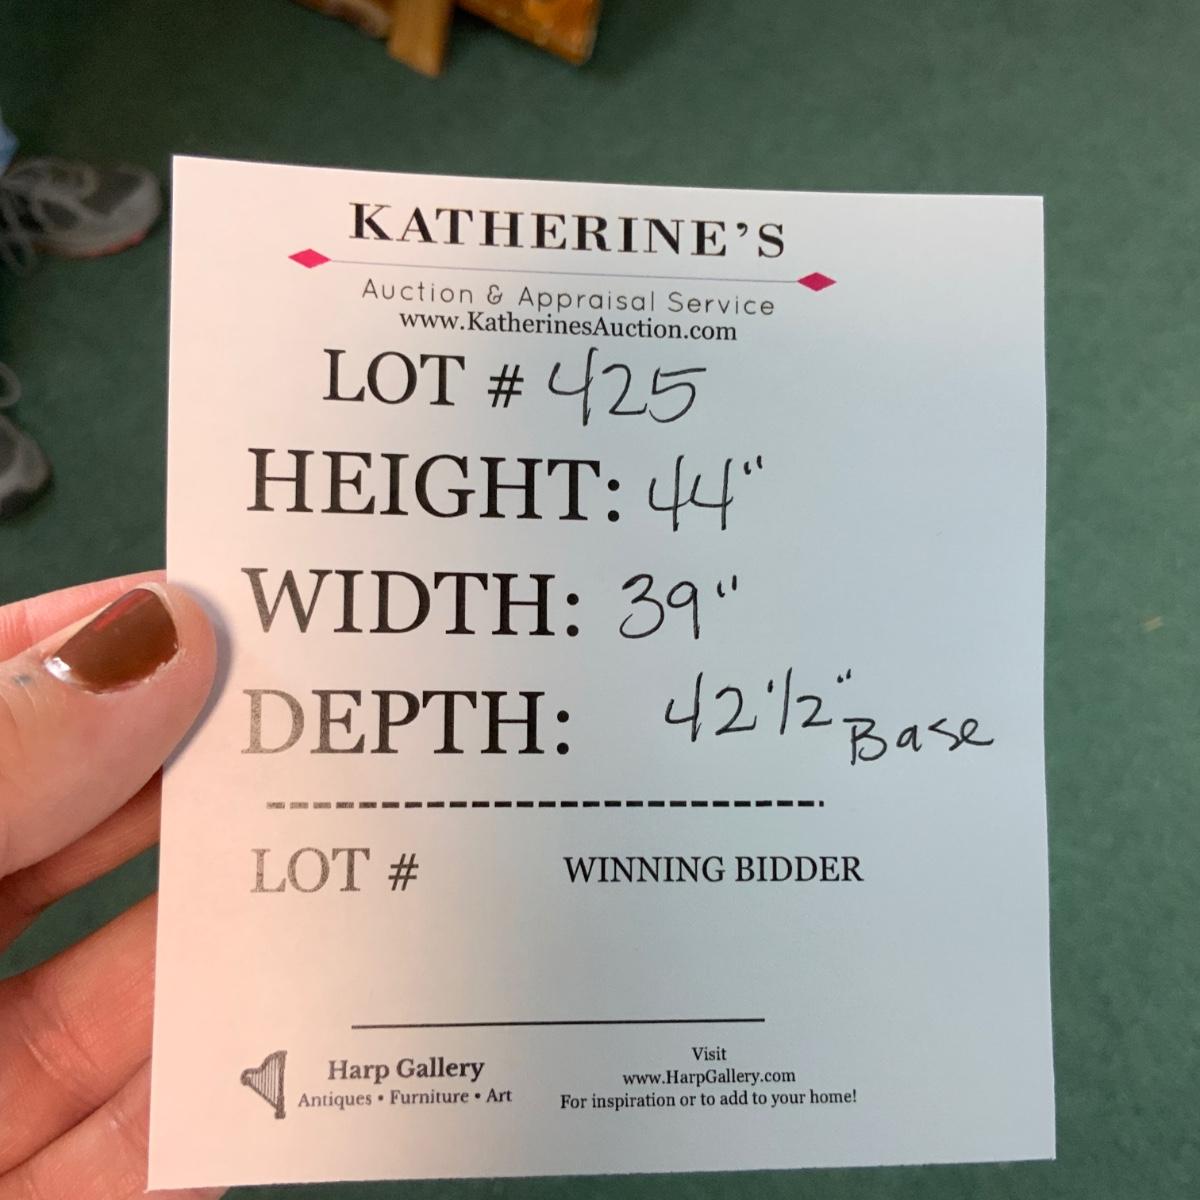 KATHERINE'S
Auction & Appraisal Service
www.KatherinesAuction.com
LOT # 425
HEIGHT: 44"
WIDTH: 39"
DEPTH: 42 1/2" Base
LOT # WINNING BIDDER
Harp Gallery
Antiques • Furniture • Art
Visit
www.HarpGallery.com
For inspiration or to add to your home!